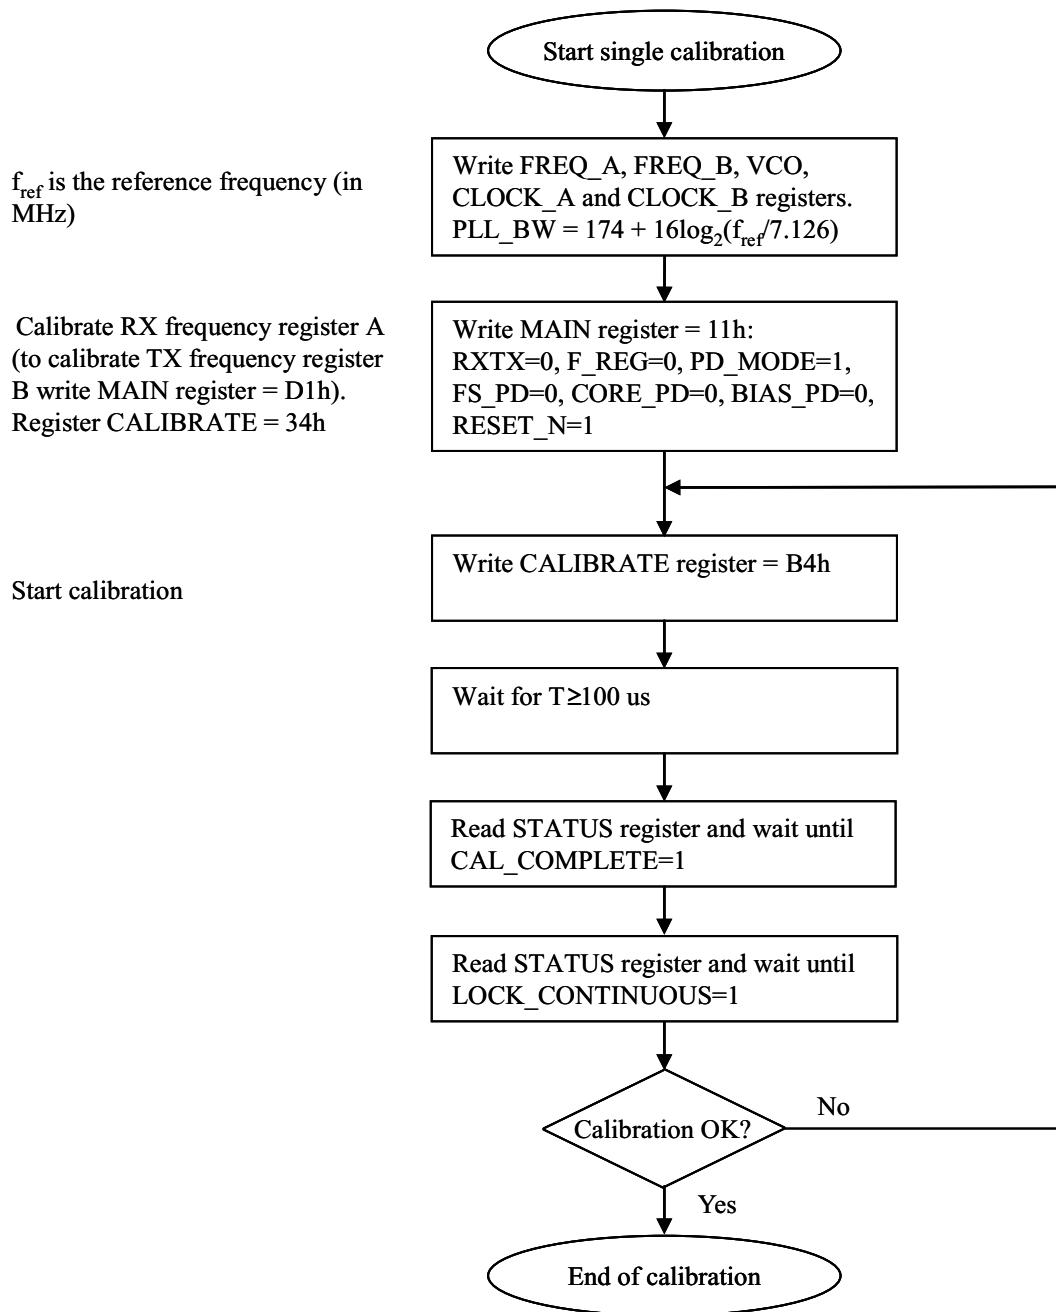 Start single calibration
f_ref is the reference frequency (in
MHz)
Write FREQ_A, FREQ_B, VCO,
CLOCK_A and CLOCK_B registers.
PLL_BW = 174 + 16log₂(f_ref/7.126)
Calibrate RX frequency register A
(to calibrate TX frequency register
B write MAIN register = D1h).
Register CALIBRATE = 34h
Write MAIN register = 11h:
RXTX=0, F_REG=0, PD_MODE=1,
FS_PD=0, CORE_PD=0, BIAS_PD=0,
RESET_N=1
Start calibration
Write CALIBRATE register = B4h
Wait for T≥100 us
Read STATUS register and wait until
CAL_COMPLETE=1
Read STATUS register and wait until
LOCK_CONTINUOUS=1
Calibration OK?
No
Yes
End of calibration